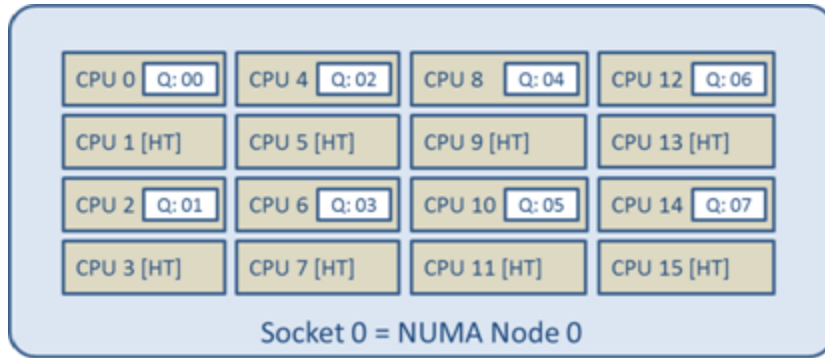 CPU 0 Q: 00 CPU 4 Q: 02 CPU 8 Q: 04 CPU 12 Q: 06
CPU 1 [HT] CPU 5 [HT] CPU 9 [HT] CPU 13 [HT]
CPU 2 Q: 01 CPU 6 Q: 03 CPU 10 Q: 05 CPU 14 Q: 07
CPU 3 [HT] CPU 7 [HT] CPU 11 [HT] CPU 15 [HT]
Socket 0 = NUMA Node 0